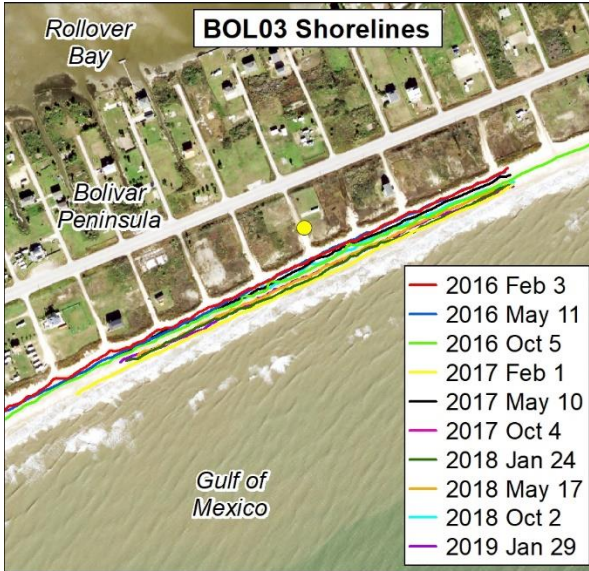 Rollover
Bay
BOL03 Shorelines
Bolivar
Peninsula
2016 Feb 3
2016 May 11
2016 Oct 5
2017 Feb 1
2017 May 10
2017 Oct 4
2018 Jan 24
2018 May 17
2018 Oct 2
2019 Jan 29
Gulf of
Mexico